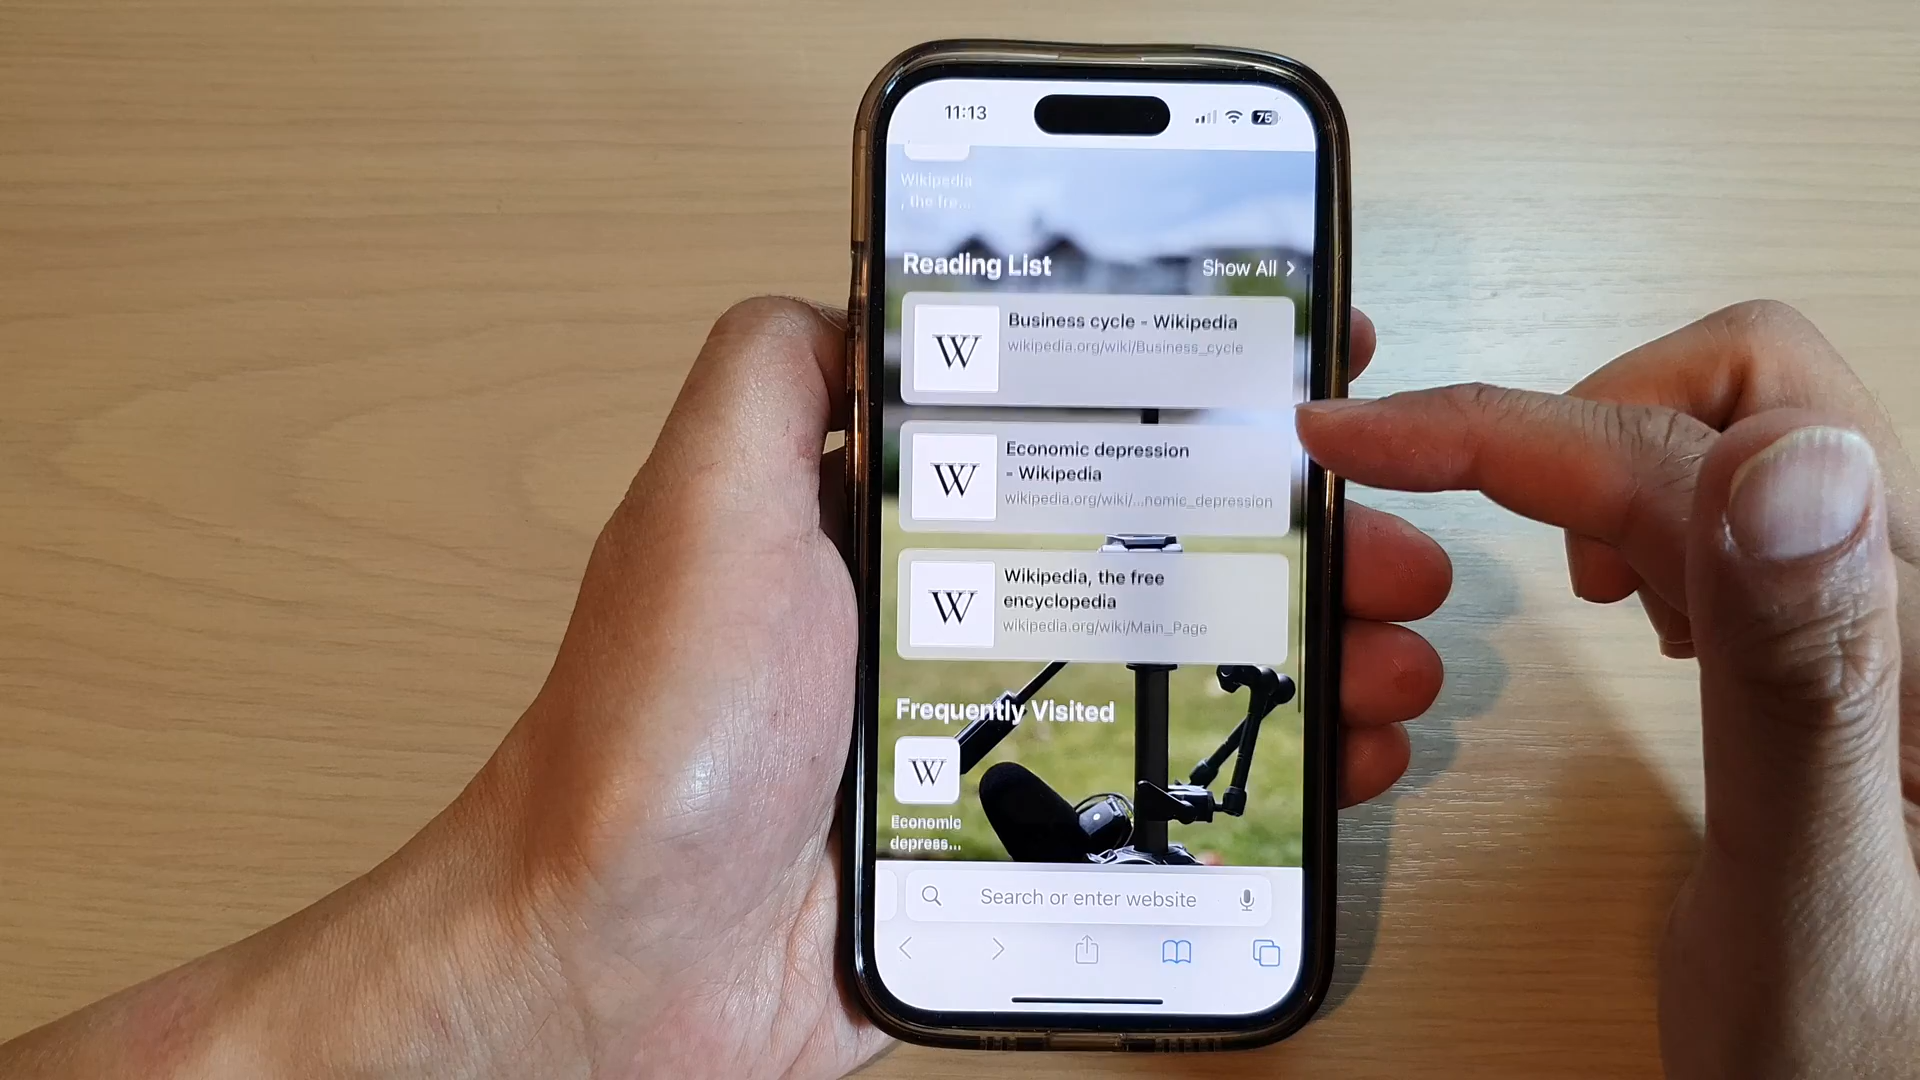 11:13
75
Wikipedia
, the fre...
Reading List
Show All
W
Business cycle - Wikipedia
wikipedia.org/wiki/Business_cycle
W
Economic depression
- Wikipedia
wikipedia.org/wiki/...nomic_depression
W
Wikipedia, the free
encyclopedia
wikipedia.org/wiki/Main_Page
Frequently Visited
W
Economic
depress...
Search or enter website